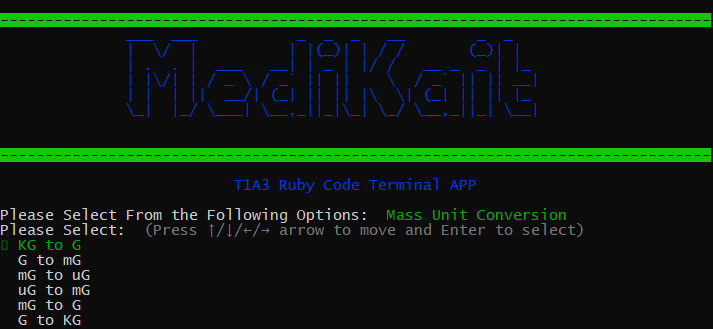 MediKait
T1A3 Ruby Code Terminal APP
Please Select From the Following Options:  Mass Unit Conversion
Please Select:  (Press ↑/↓/←/→ arrow to move and Enter to select)
KG to G
G to mG
mG to uG
uG to mG
mG to G
G to KG